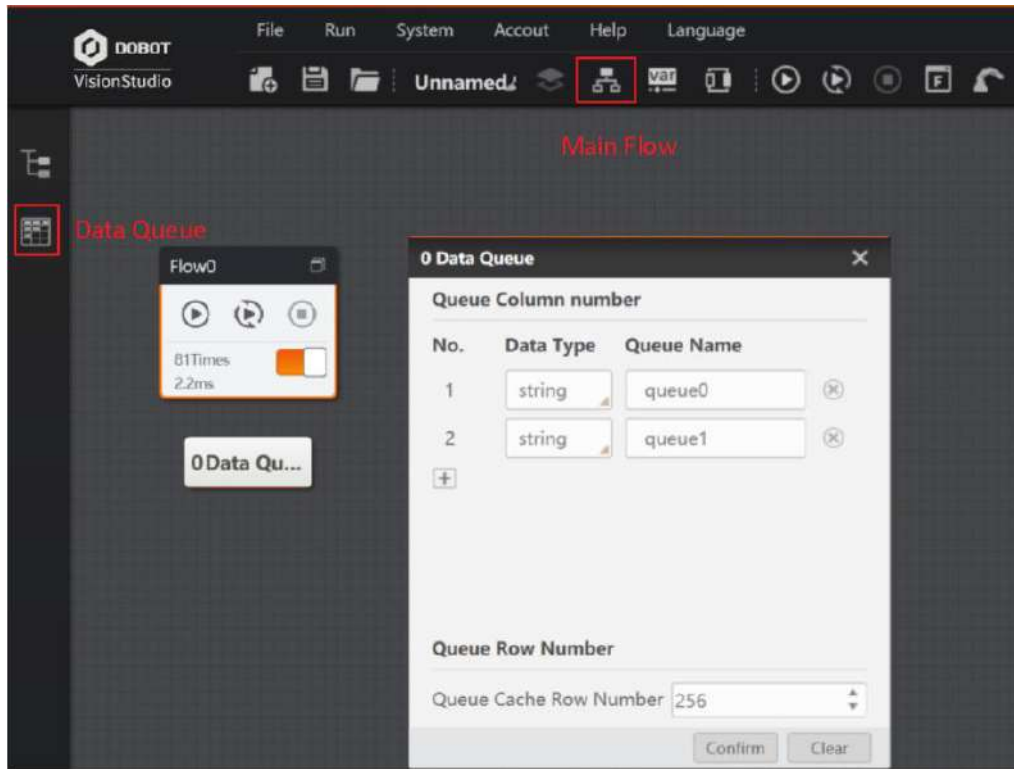 File Run System Accout Help Language
DOBOT
VisionStudio
Unnamed
var
F
Main Flow
Data Queue
Flow0
81Times
2.2ms
0Data Qu...
0 Data Queue
Queue Column number
No. Data Type Queue Name
1 string queue0
2 string queue1
Queue Row Number
Queue Cache Row Number 256
Confirm Clear